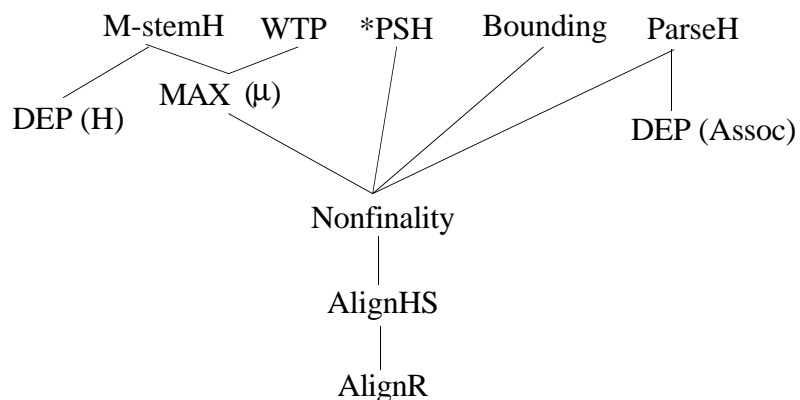 M-stemH WTP *PSH Bounding ParseH
DEP (H) MAX (μ) DEP (Assoc)
Nonfinality
AlignHS
AlignR